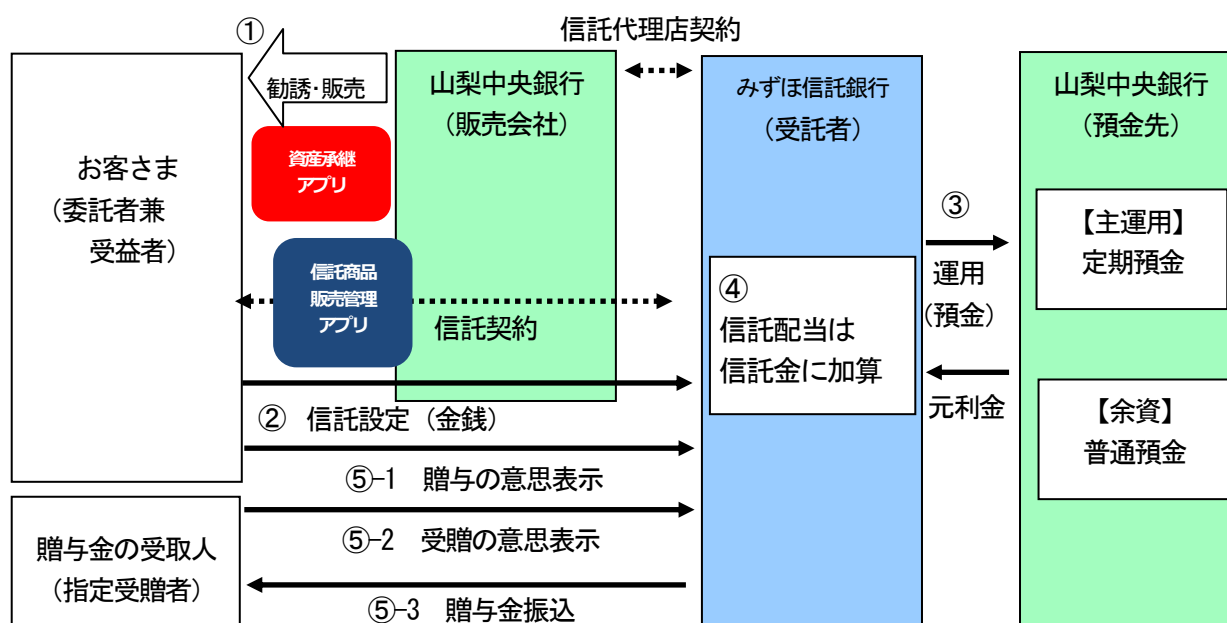 ①
信託代理店契約
勧誘・販売
山梨中央銀行
（販売会社）
みずほ信託銀行
（受託者）
山梨中央銀行
（預金先）
資産承継
アプリ
お客さま
（委託者兼
受益者）
③
【主運用】
定期預金
信託商品
販売管理
アプリ
運用
（預金）
④
信託配当は
信託金に加算
信託契約
元利金
② 信託設定（金銭）
【余資】
普通預金
⑤-1 贈与の意思表示
⑤-2 受贈の意思表示
贈与金の受取人
（指定受贈者）
⑤-3 贈与金振込